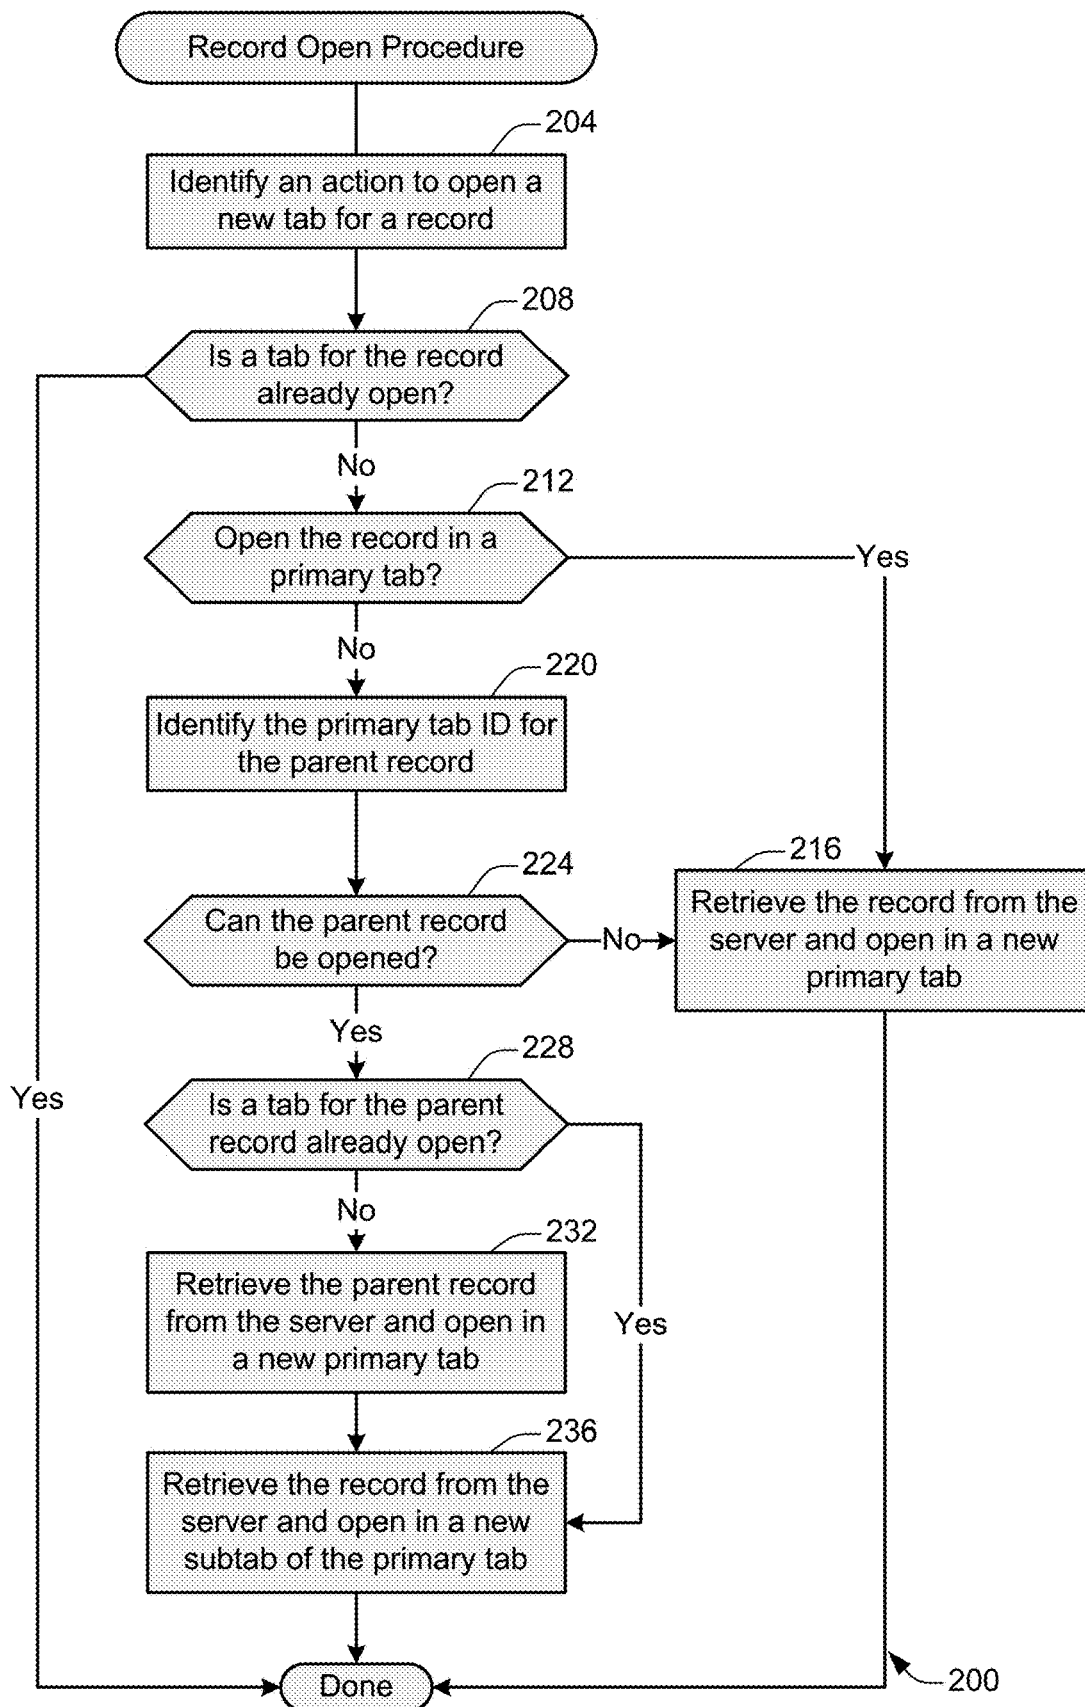 Record Open Procedure
204
Identify an action to open a
new tab for a record
208
Is a tab for the record
already open?
No
212
Open the record in a
primary tab?
Yes
No
220
Identify the primary tab ID for
the parent record
216
224
Retrieve the record from the
server and open in a new
primary tab
Can the parent record
be opened?
No
Yes
228
Yes
Is a tab for the parent
record already open?
No
232
Retrieve the parent record
from the server and open in
a new primary tab
Yes
236
Retrieve the record from the
server and open in a new
subtab of the primary tab
Done
200